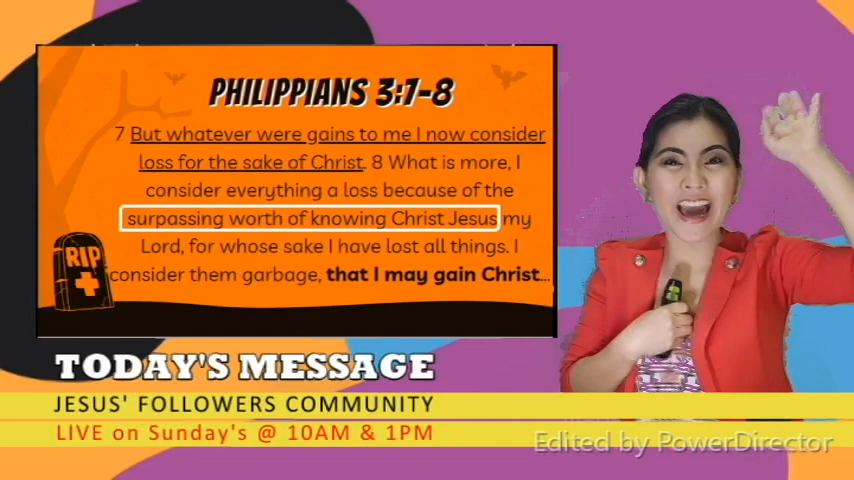 PHILIPPIANS 3:7-8
7 But whatever were gains to me I now consider
loss for the sake of Christ. 8 What is more, I
consider everything a loss because of the
surpassing worth of knowing Christ Jesus my
Lord, for whose sake I have lost all things. I
consider them garbage, that I may gain Christ...
RIP
TODAY'S MESSAGE
JESUS' FOLLOWERS COMMUNITY
LIVE on Sunday's @ 10AM & 1PM
Edited by PowerDirector